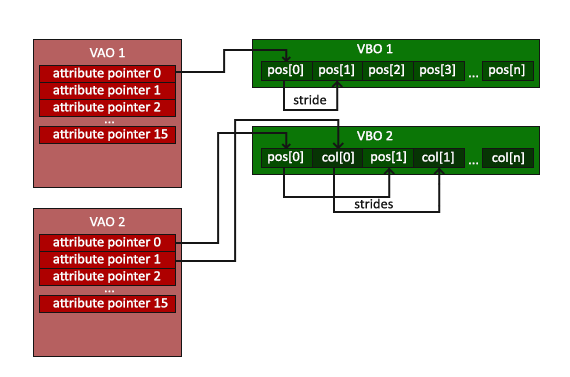 VAO 1
attribute pointer 0
attribute pointer 1
attribute pointer 2
...
attribute pointer 15
VBO 1
pos[0] pos[1] pos[2] pos[3] ... pos[n]
stride
VBO 2
pos[0] col[0] pos[1] col[1] ... col[n]
strides
VAO 2
attribute pointer 0
attribute pointer 1
attribute pointer 2
...
attribute pointer 15